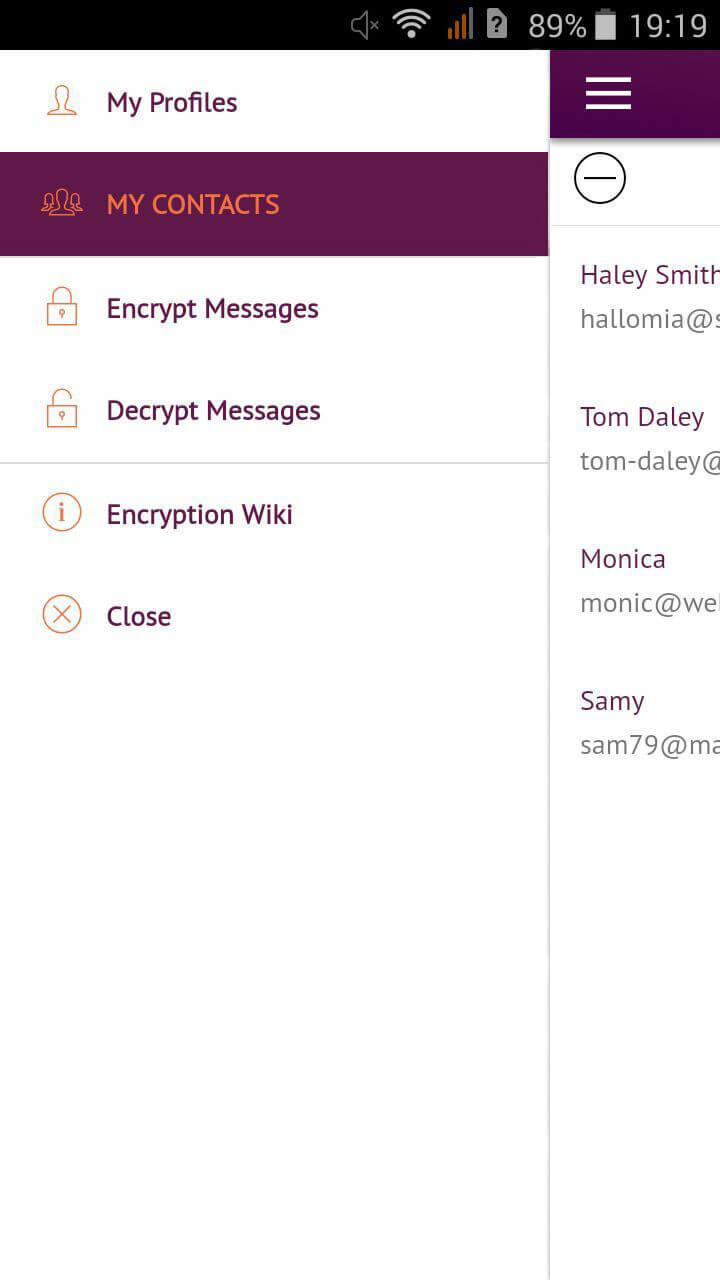 89% 19:19
My Profiles
MY CONTACTS
Encrypt Messages
Decrypt Messages
Encryption Wiki
Close
Haley Smith
hallomia@s
Tom Daley
tom-daley@
Monica
monic@we
Samy
sam79@ma